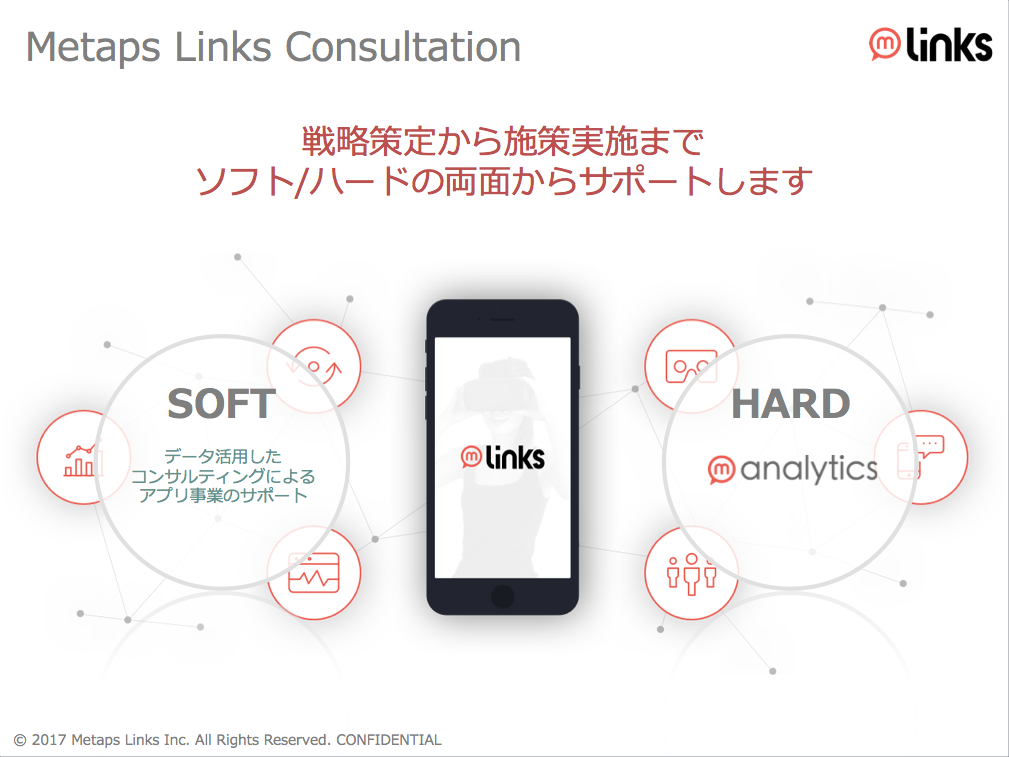 Metaps Links Consultation
links
戦略策定から施策実施まで
ソフト/ハードの両面からサポートします
SOFT
データ活用した
コンサルティングによる
アプリ事業のサポート
links
HARD
analytics
© 2017 Metaps Links Inc. All Rights Reserved. CONFIDENTIAL